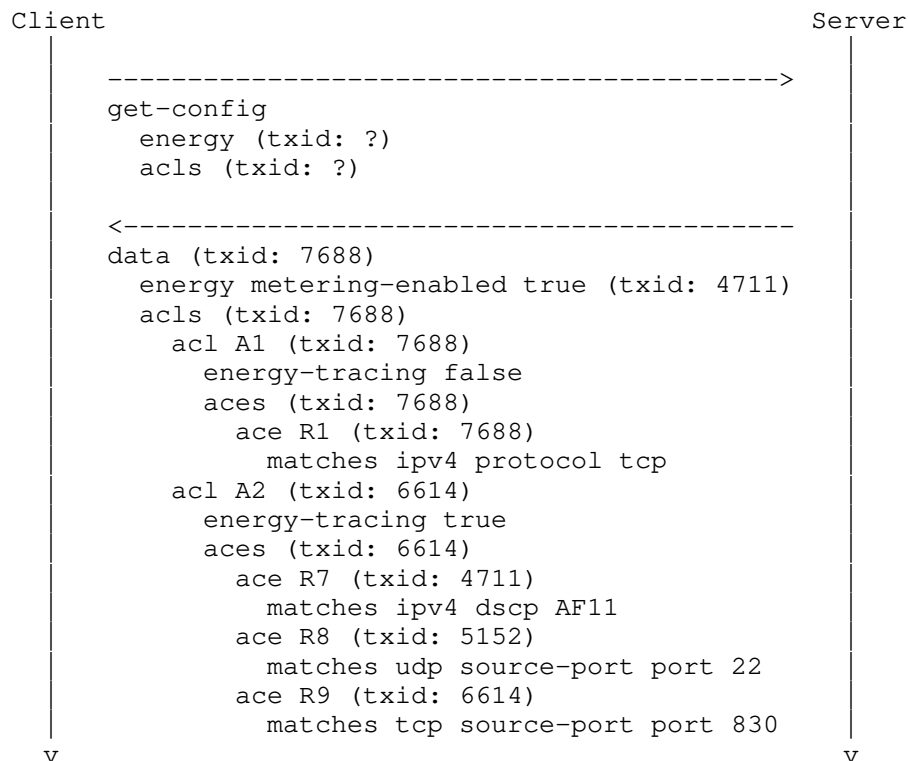 Client                                            Server
  |                                                 |
  |   ------------------------------------------>   |
  |   get-config                                    |
  |     energy (txid: ?)                            |
  |     acls (txid: ?)                              |
  |                                                 |
  |   <------------------------------------------   |
  |   data (txid: 7688)                             |
  |     energy metering-enabled true (txid: 4711)   |
  |     acls (txid: 7688)                           |
  |       acl A1 (txid: 7688)                       |
  |         energy-tracing false                    |
  |         aces (txid: 7688)                       |
  |           ace R1 (txid: 7688)                   |
  |             matches ipv4 protocol tcp           |
  |       acl A2 (txid: 6614)                       |
  |         energy-tracing true                     |
  |         aces (txid: 6614)                       |
  |           ace R7 (txid: 4711)                   |
  |             matches ipv4 dscp AF11              |
  |           ace R8 (txid: 5152)                   |
  |             matches udp source-port port 22     |
  |           ace R9 (txid: 6614)                   |
  |             matches tcp source-port port 830    |
  v                                                 v